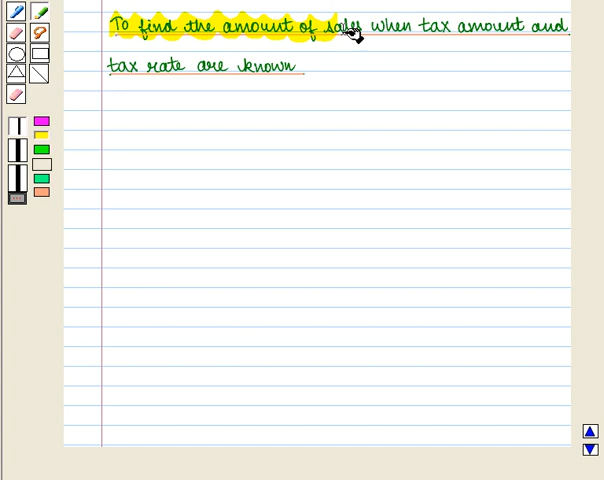 To find the amount of sales when tax amount and
tax rate are known